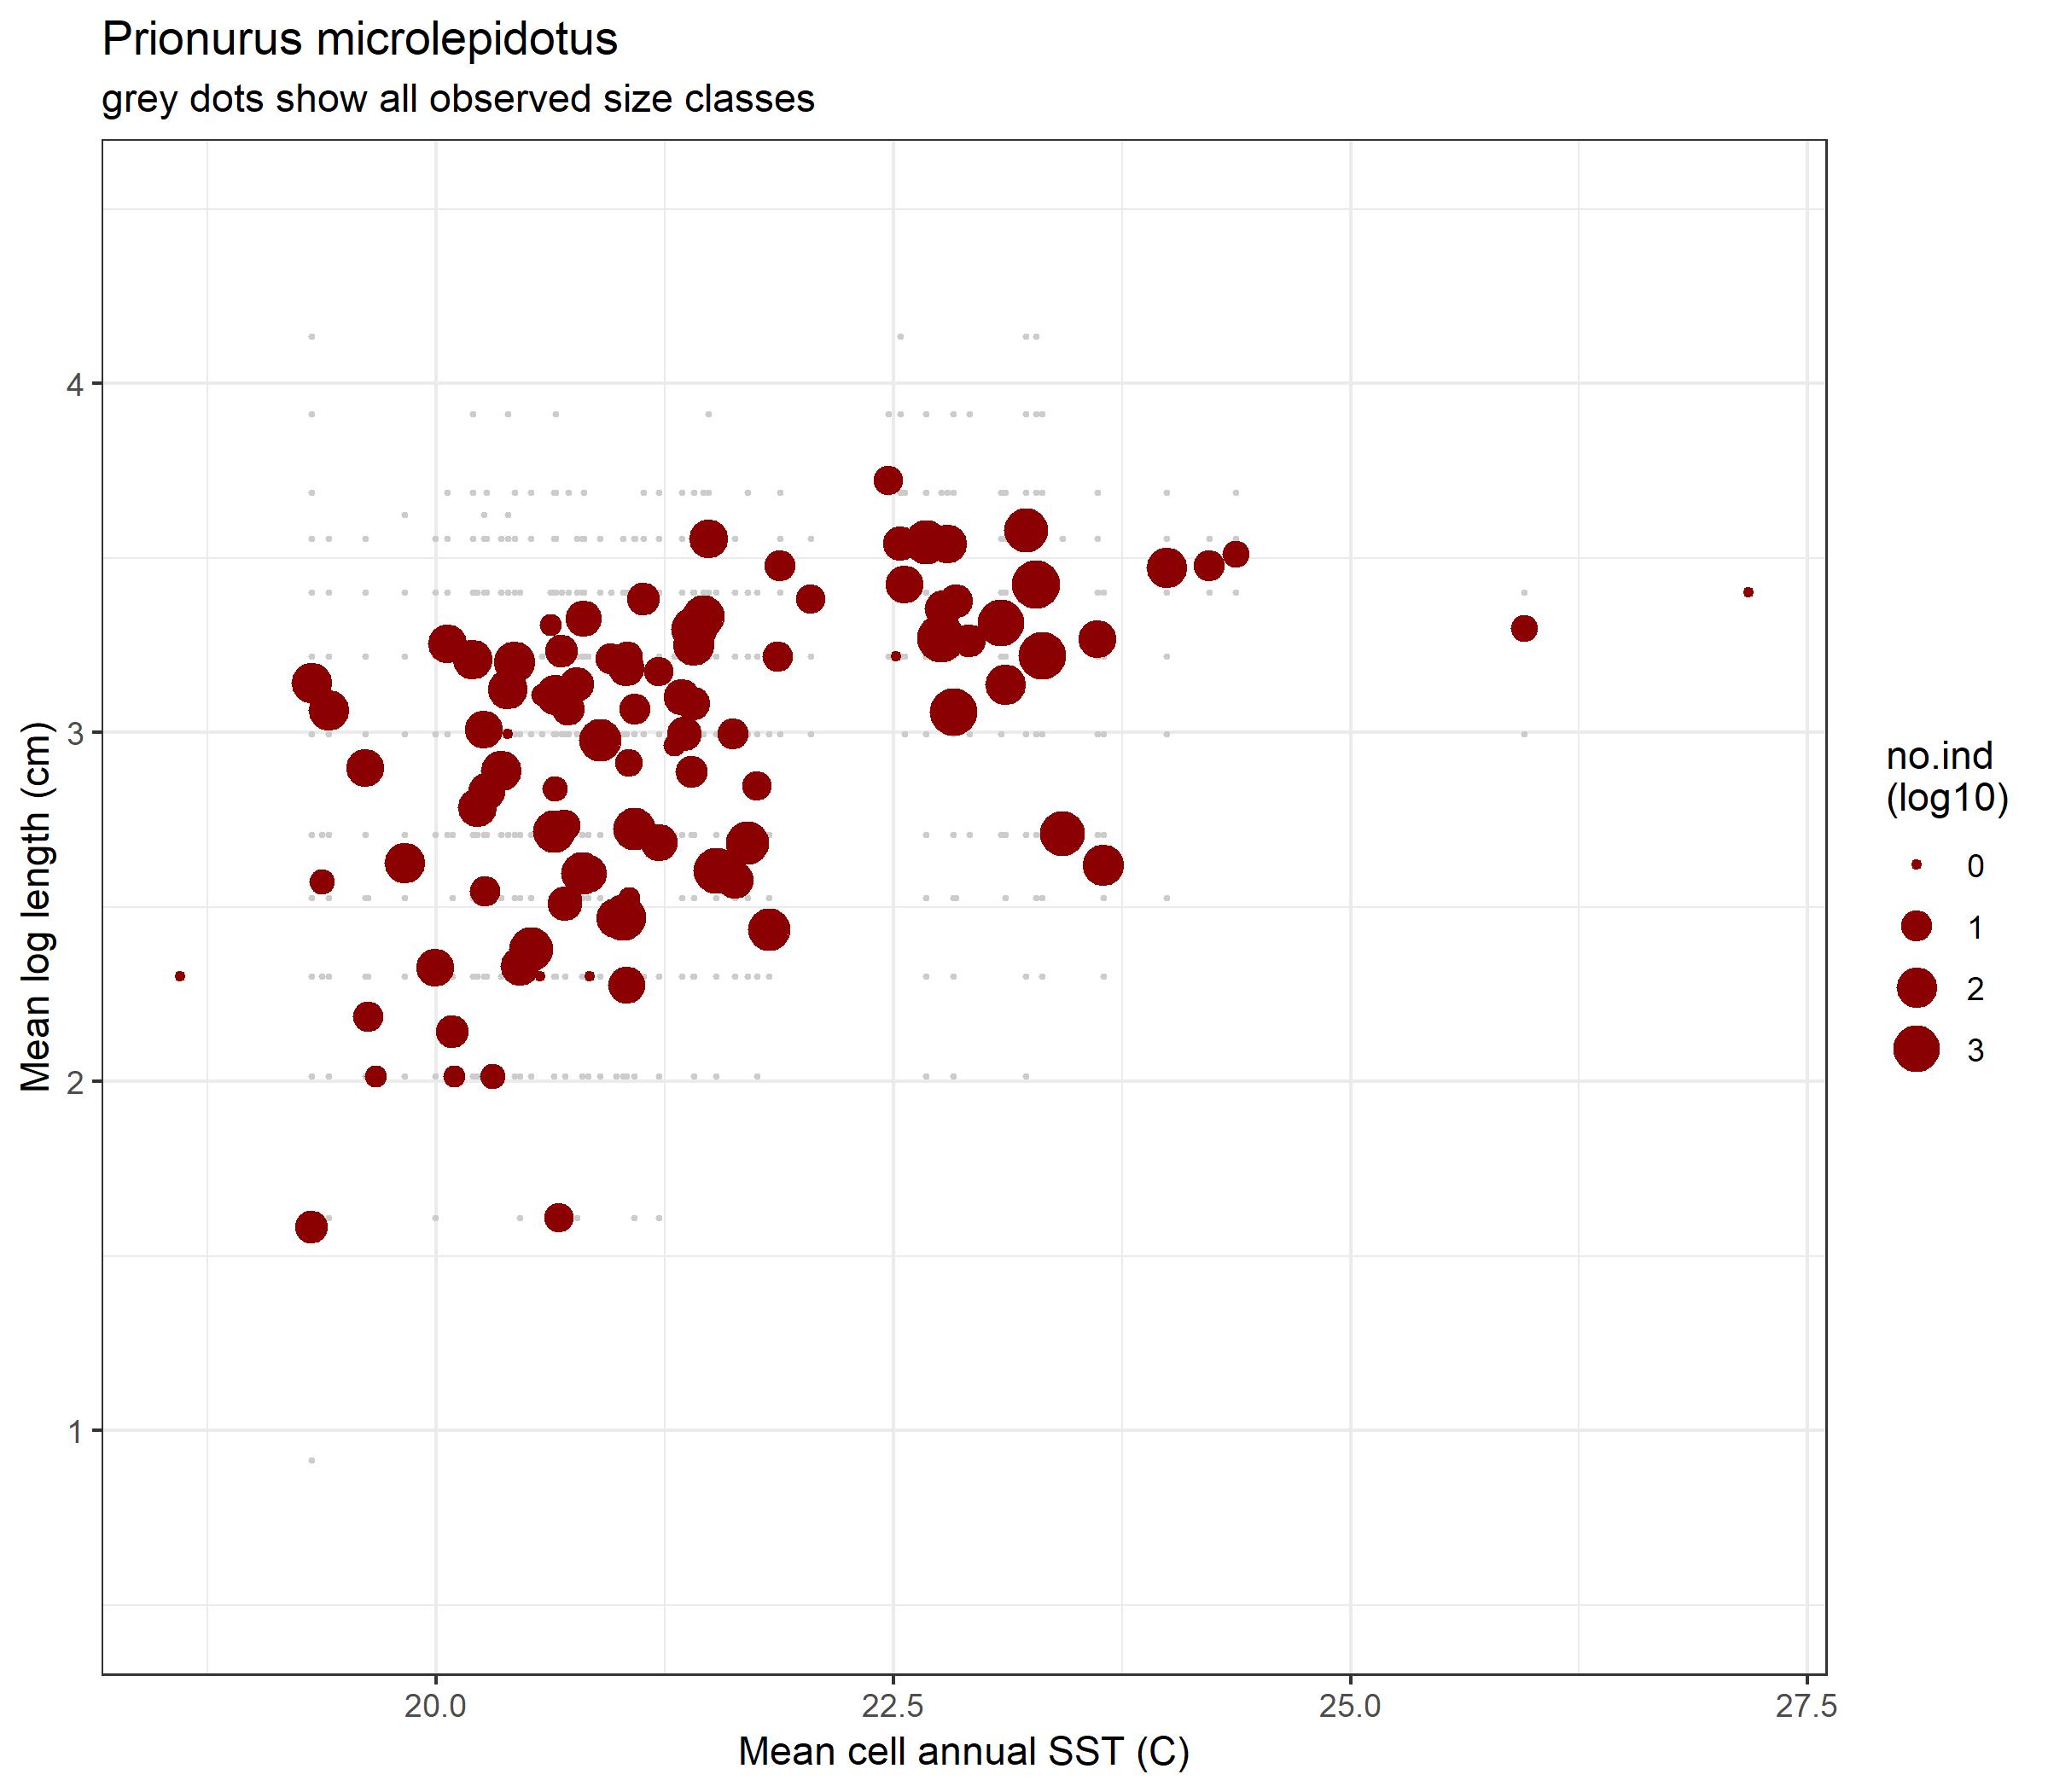 Prionurus microlepidotus
grey dots show all observed size classes
Mean log length (cm)
4
3
2
1
20.0
22.5
25.0
27.5
Mean cell annual SST (C)
no.ind
(log10)
0
1
2
3